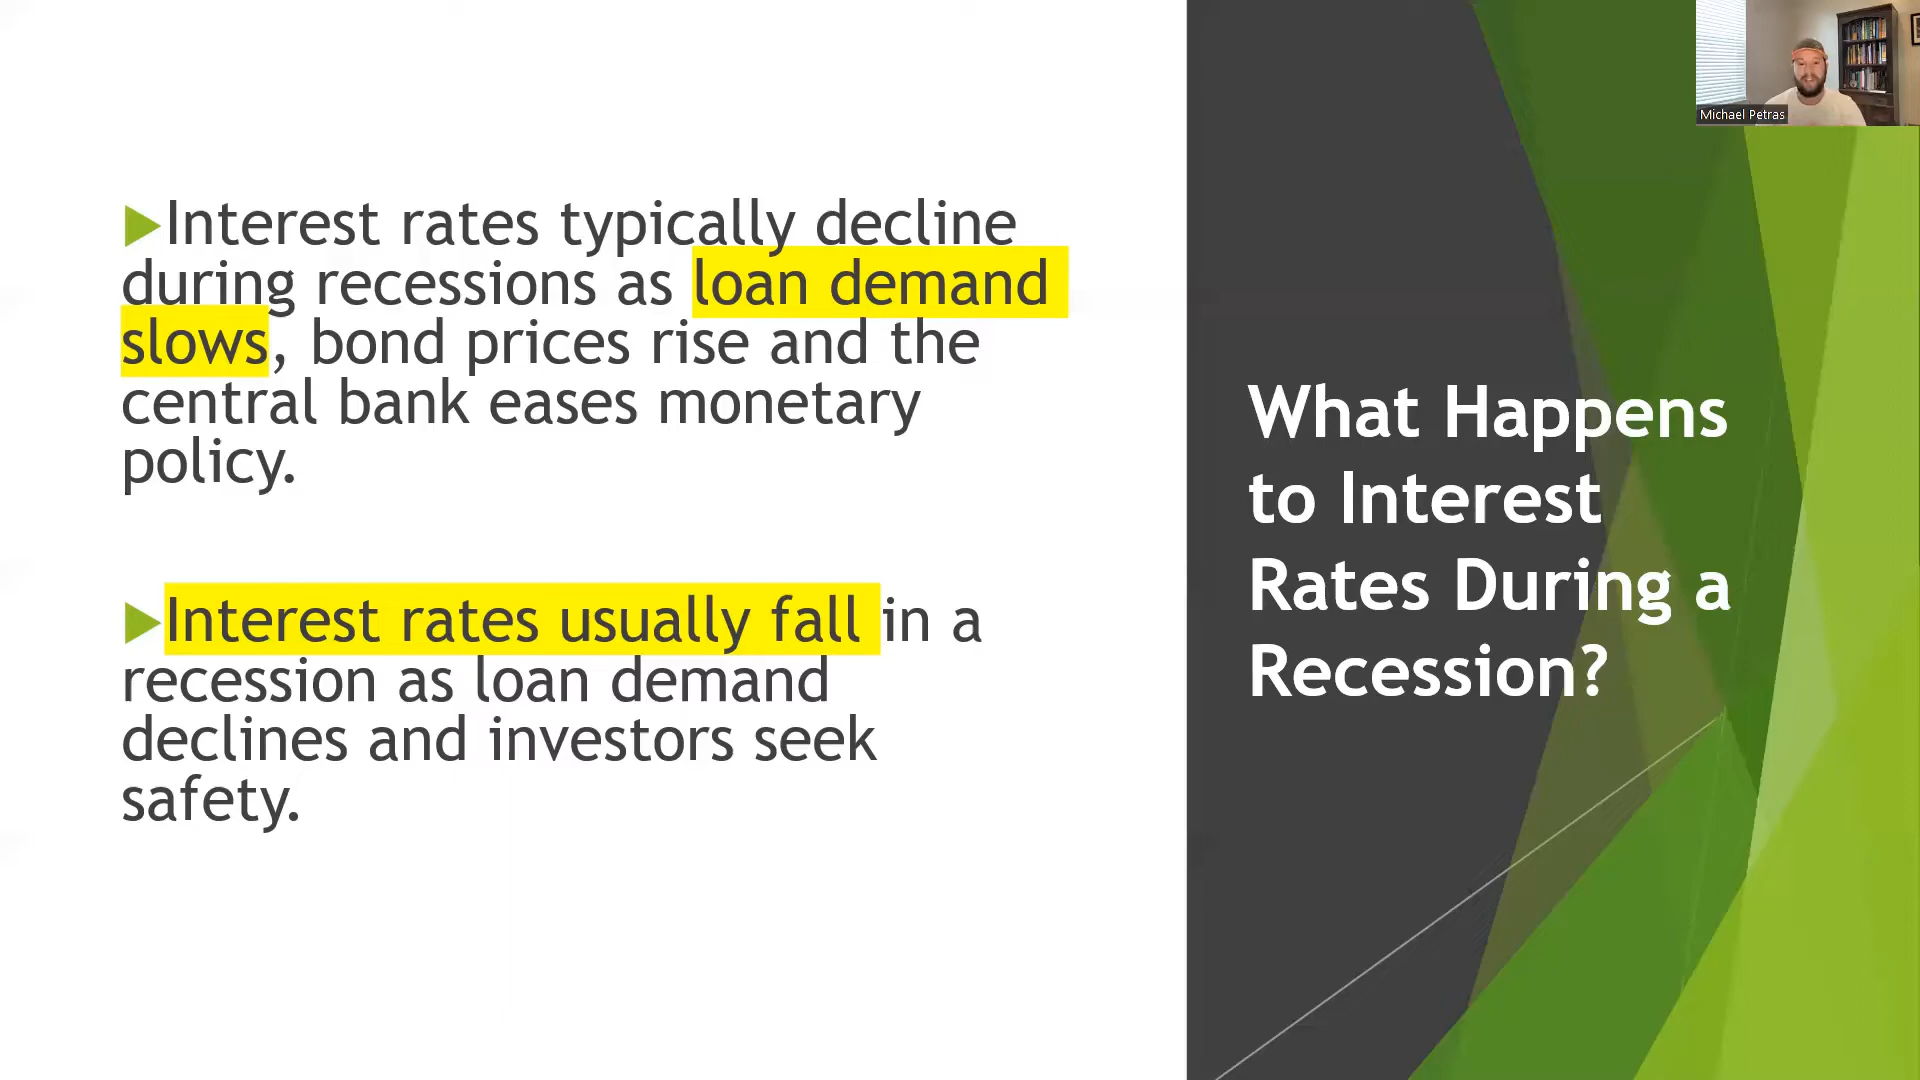 Interest rates typically decline
during recessions as loan demand
slows, bond prices rise and the
central bank eases monetary
policy.
Interest rates usually fall in a
recession as loan demand
declines and investors seek
safety.
What Happens
to Interest
Rates During a
Recession?
Michael Petras